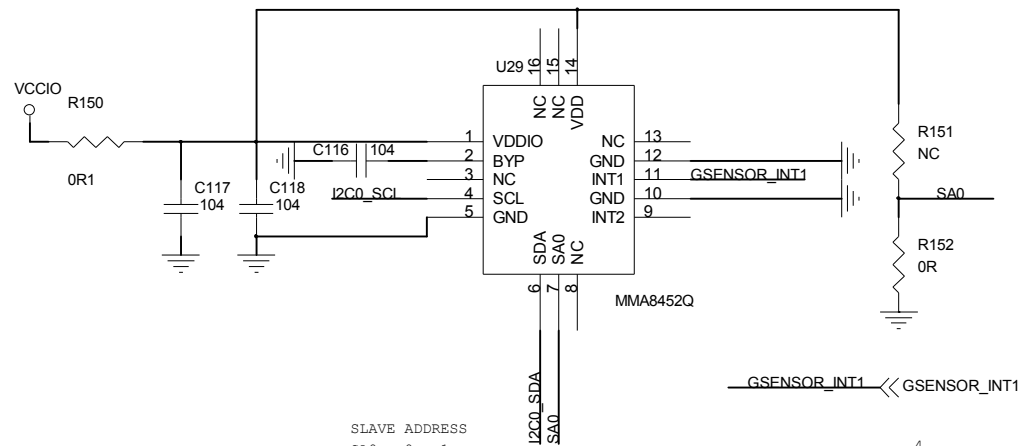 U29
16 15 14
NC NC VDD
VCCIO
R150
0R1
C117
104
C118
104
C116 104
I2C0_SCL
1 VDDIO
2 BYP
3 NC
4 SCL
5 GND
NC 13
GND 12
INT1 11 GSENSOR_INT1
GND 10
INT2 9
SDA SA0 NC
6 7 8
MMA8452Q
I2C0_SDA
SA0
R151
NC
SA0
R152
0R
GSENSOR_INT1 GSENSOR_INT1
SLAVE ADDRESS